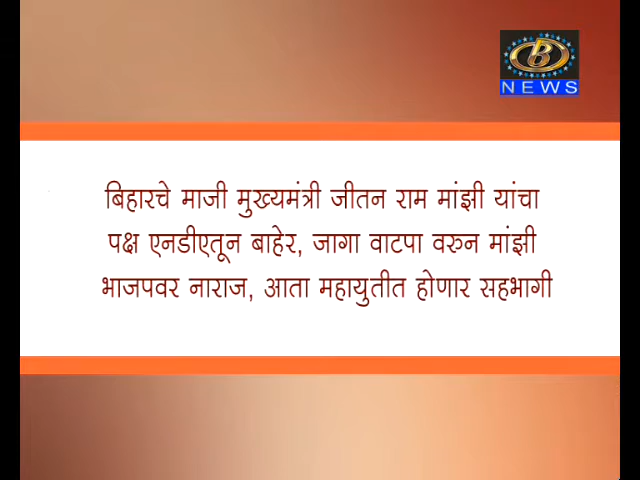 B
NEWS
बिहारचे माजी मुख्यमंत्री जीतन राम मांझी यांचा
पक्ष एनडीएतून बाहेर, जागा वाटपा वरुन मांझी
भाजपवर नाराज, आता महायुतीत होणार सहभागी